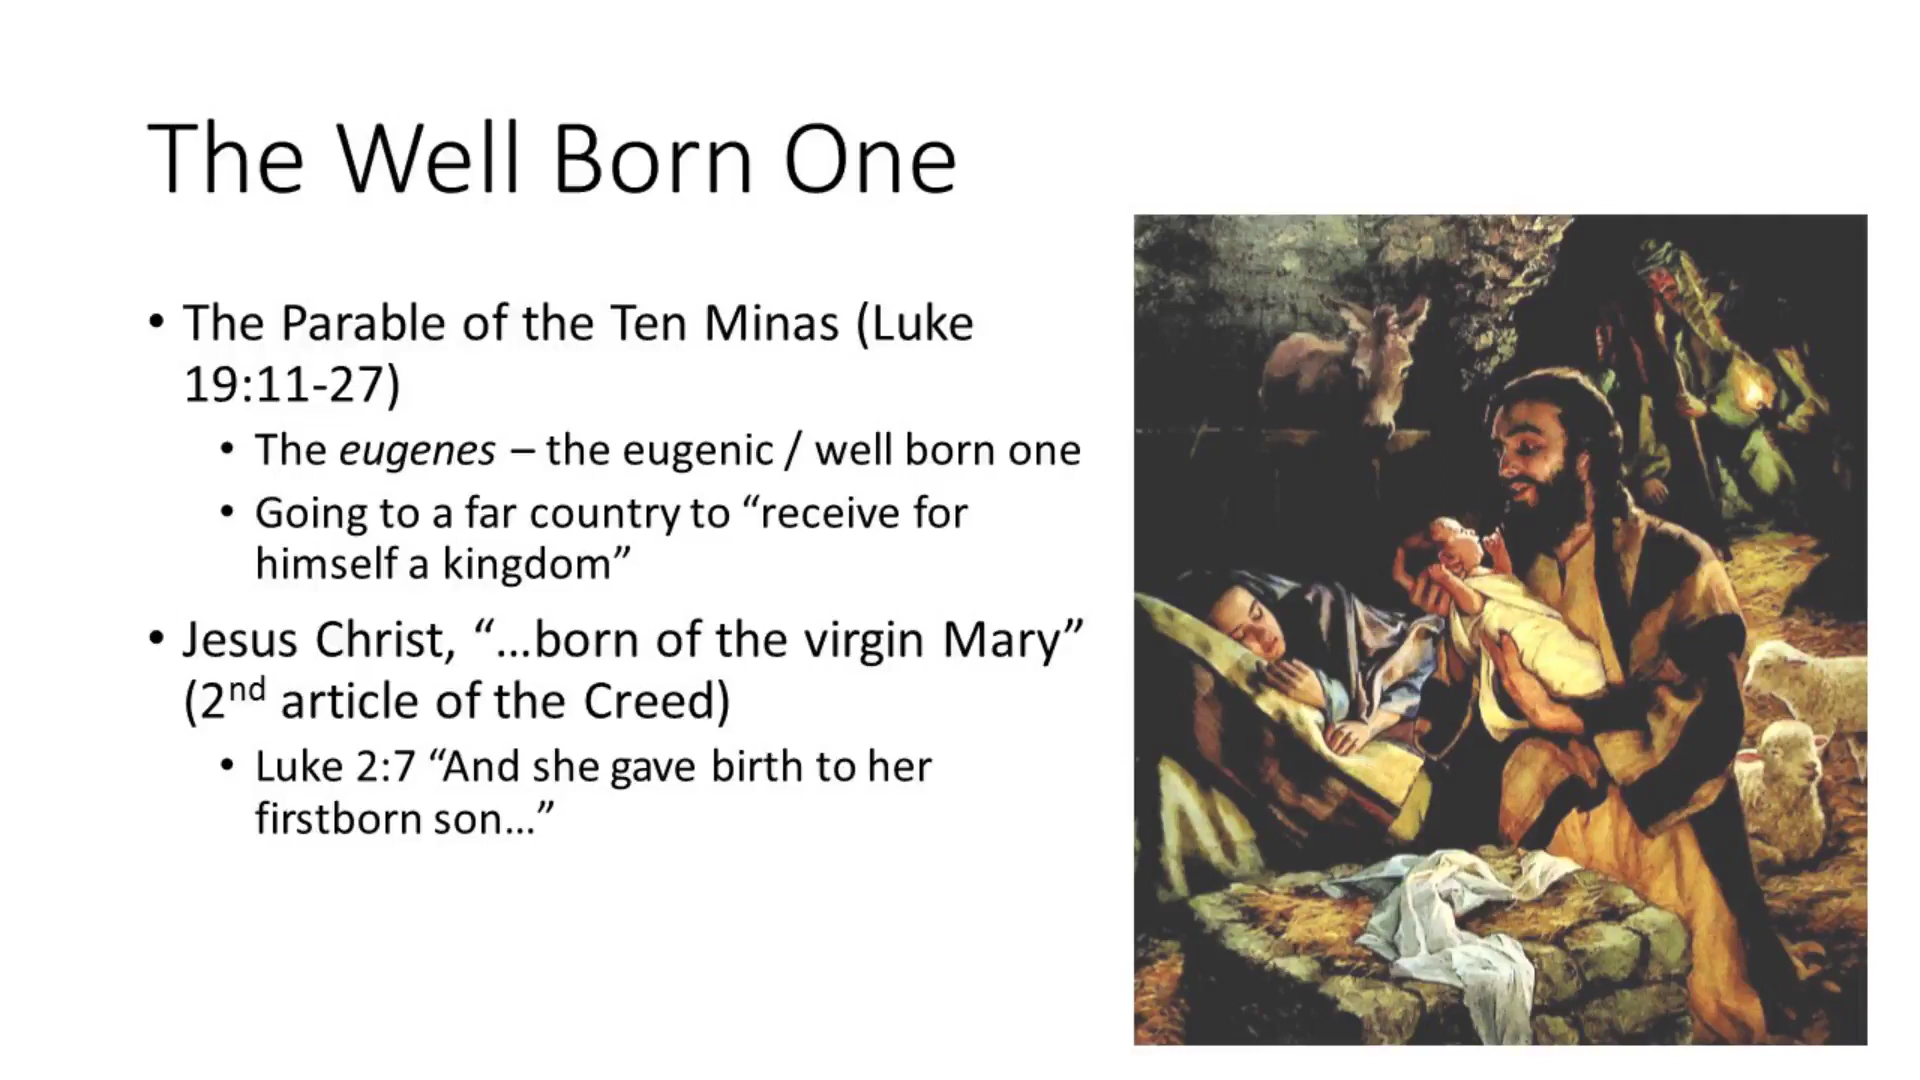 The Well Born One
• The Parable of the Ten Minas (Luke
19:11-27)
• The eugenes – the eugenic / well born one
• Going to a far country to “receive for
himself a kingdom”
• Jesus Christ, “…born of the virgin Mary”
(2nd article of the Creed)
• Luke 2:7 “And she gave birth to her
firstborn son…”